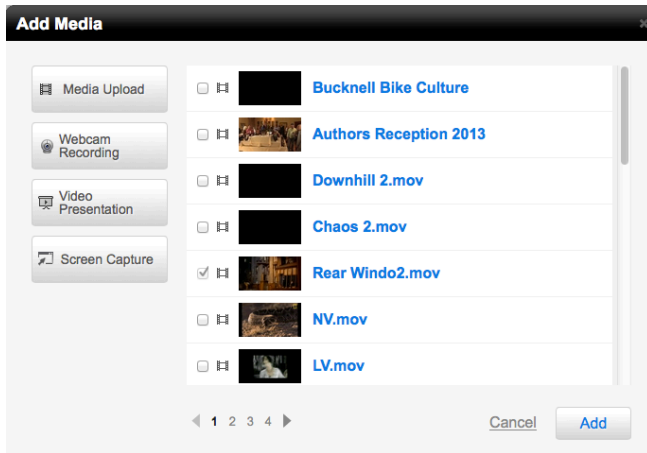 Add Media
Media Upload
Webcam
Recording
Video
Presentation
Screen Capture
Bucknell Bike Culture
Authors Reception 2013
Downhill 2.mov
Chaos 2.mov
Rear Windo2.mov
NV.mov
LV.mov
1 2 3 4
Cancel
Add